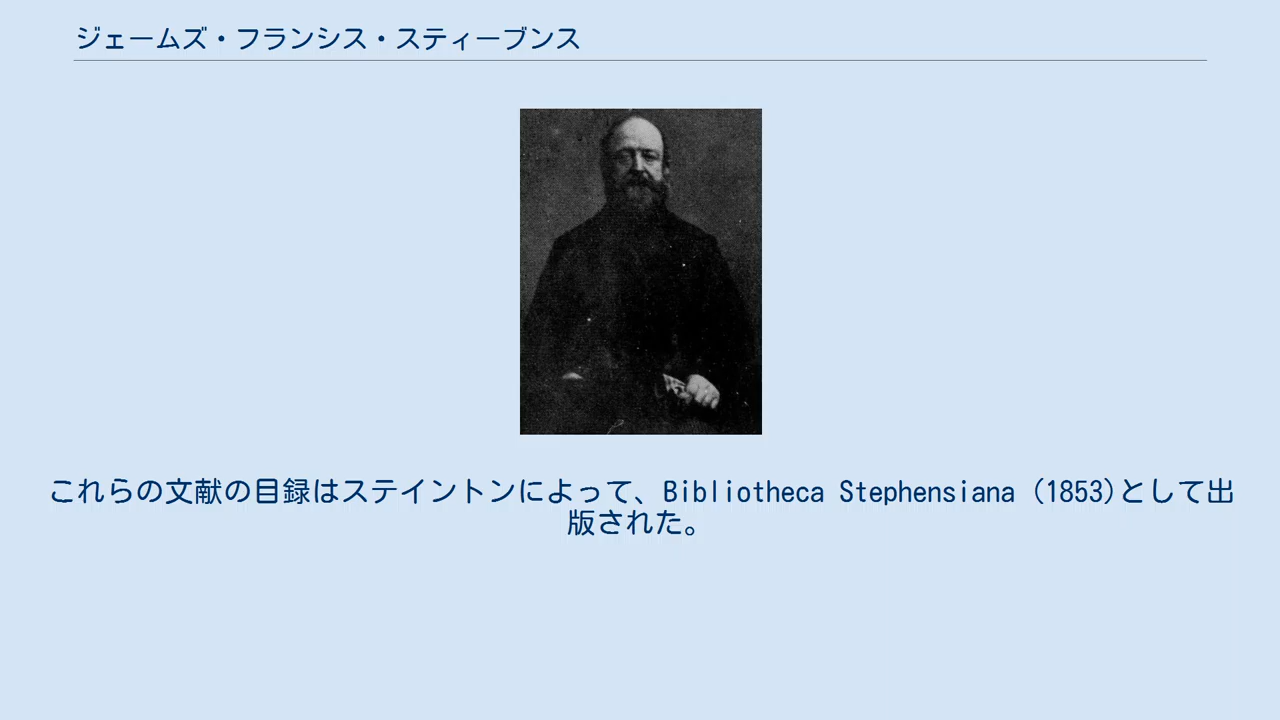 ジェームズ・フランシス・スティーブンス
これらの文献の目録はステイントンによって、Bibliotheca Stephensiana (1853)として出
版された。